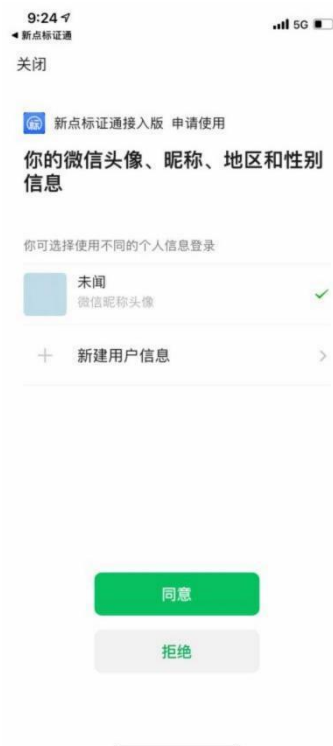 9:24
5G
◀ 新点标证通
关闭
标
新点标证通接入版 申请使用
你的微信头像、昵称、地区和性别
信息
你可选择使用不同的个人信息登录
未闻
微信昵称头像
新建用户信息
同意
拒绝